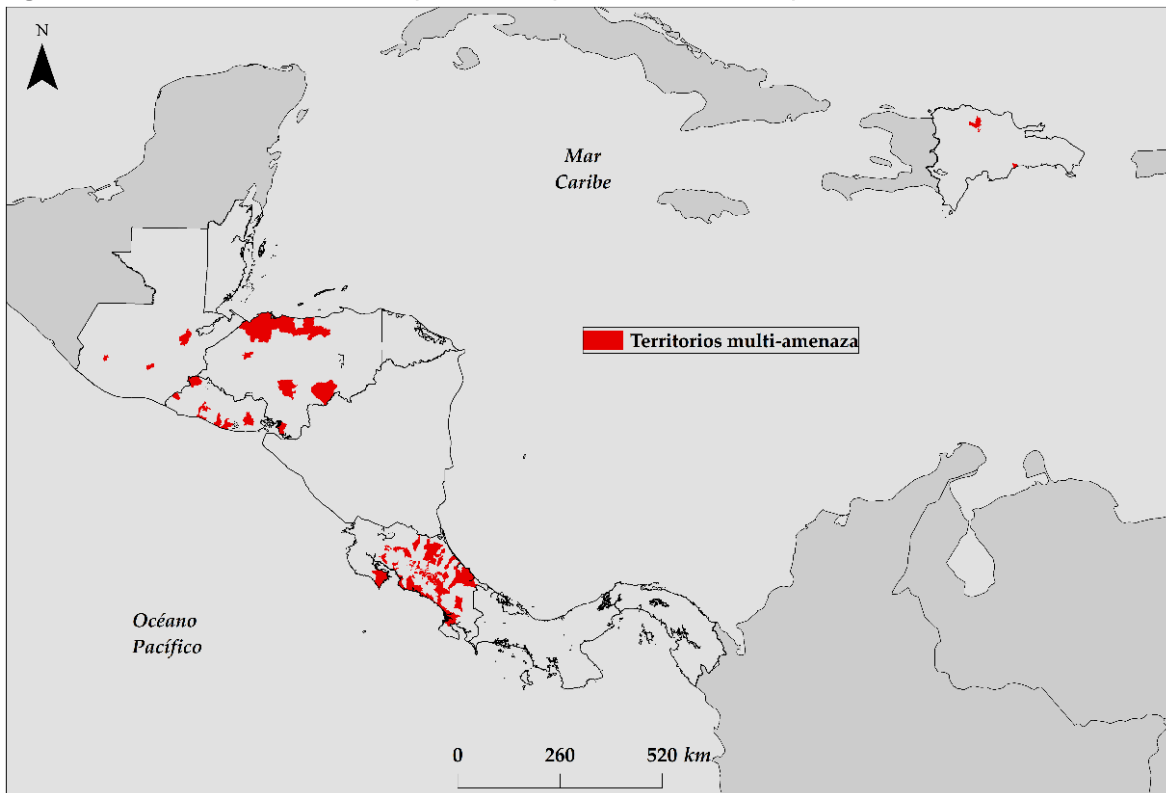 N
Mar
Caribe
Territorios multi-amenaza
Océano
Pacífico
0 260 520 km